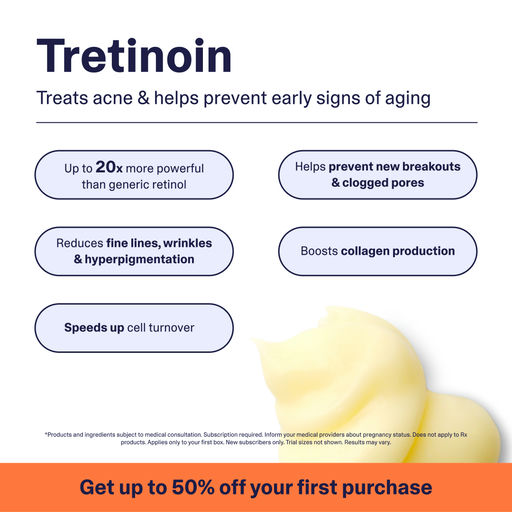 Tretinoin
Treats acne & helps prevent early signs of aging
Up to 20x more powerful
than generic retinol
Helps prevent new breakouts
& clogged pores
Reduces fine lines, wrinkles
& hyperpigmentation
Boosts collagen production
Speeds up cell turnover
*Products and ingredients subject to medical consultation. Subscription required. Inform your medical providers about pregnancy status. Does not apply to Rx
products. Applies only to your first box. New subscribers only. Trial sizes not shown. Results may vary.
Get up to 50% off your first purchase